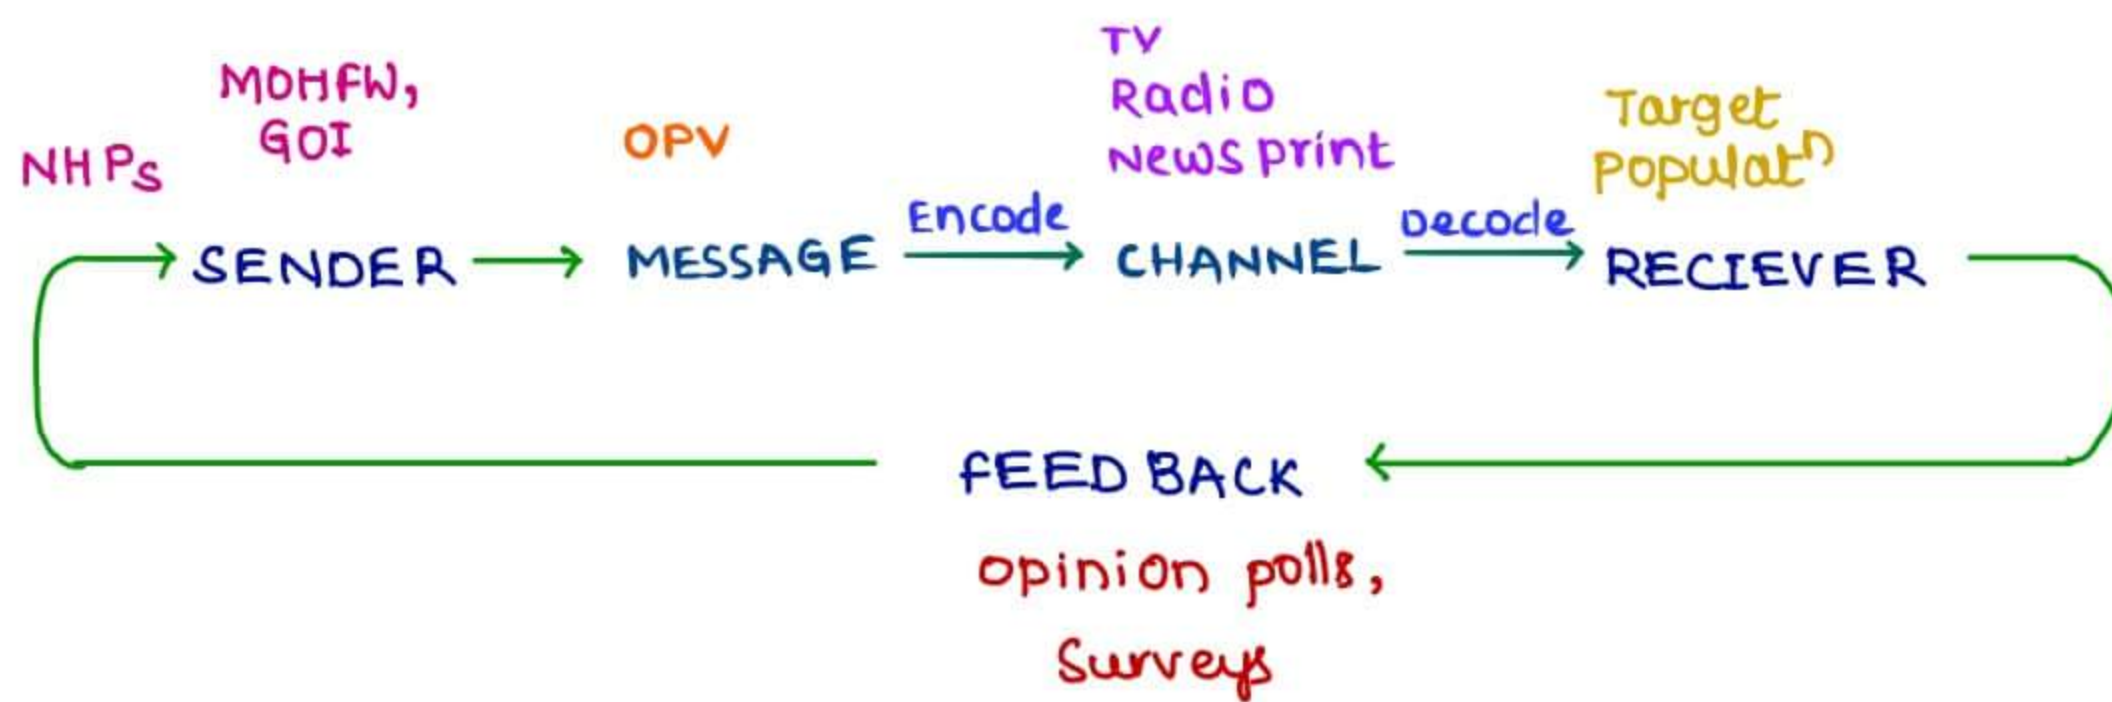 TV
MOHFW,
Radio
GOI
NHPs
OPV
News print
Target
Populatⁿ
Encode
Decode
SENDER
MESSAGE
CHANNEL
RECIEVER
FEED BACK
opinion polls,
Surveys